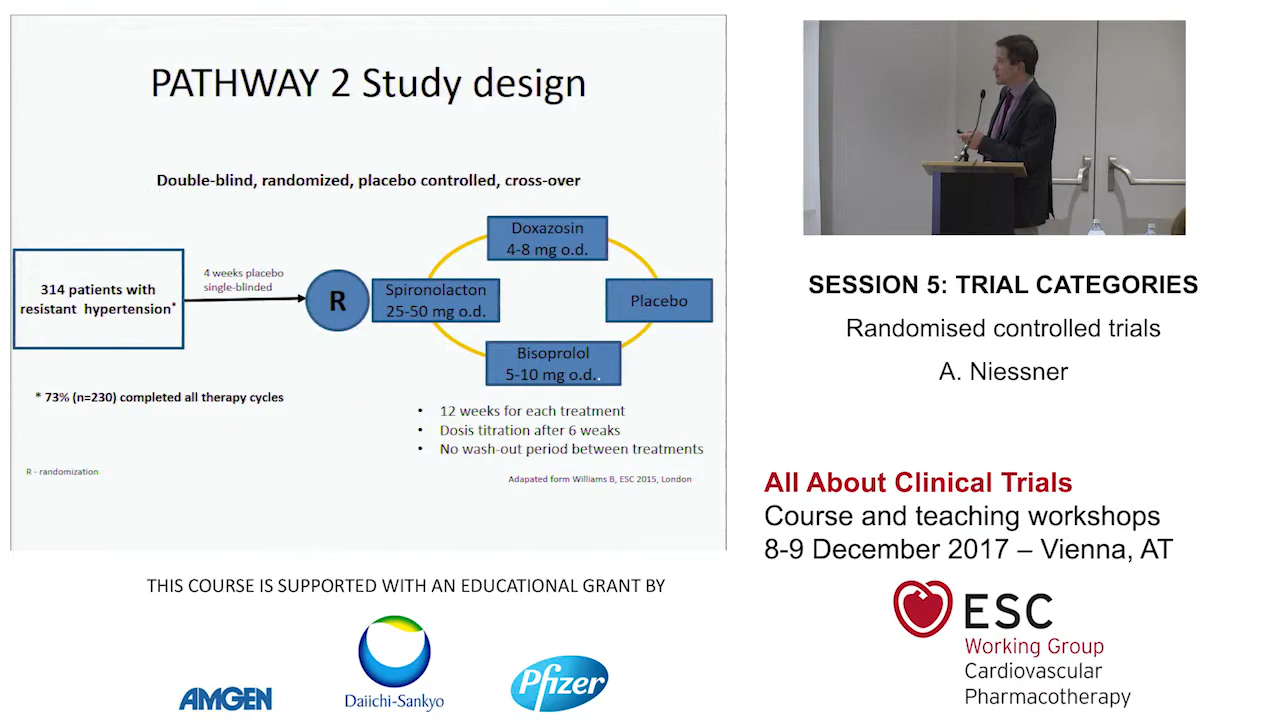 PATHWAY 2 Study design
Double-blind, randomized, placebo controlled, cross-over
314 patients with
resistant hypertension*
4 weeks placebo
single-blinded
R
Spironolacton
25-50 mg o.d.
Doxazosin
4-8 mg o.d.
Placebo
Bisoprolol
5-10 mg o.d..
* 73% (n=230) completed all therapy cycles
• 12 weeks for each treatment
• Dosis titration after 6 weaks
• No wash-out period between treatments
R - randomization
Adapated form Williams B, ESC 2015, London
SESSION 5: TRIAL CATEGORIES
Randomised controlled trials
A. Niessner
All About Clinical Trials
Course and teaching workshops
8-9 December 2017 – Vienna, AT
THIS COURSE IS SUPPORTED WITH AN EDUCATIONAL GRANT BY
AMGEN
Daiichi-Sankyo
Pfizer
ESC
Working Group
Cardiovascular
Pharmacotherapy